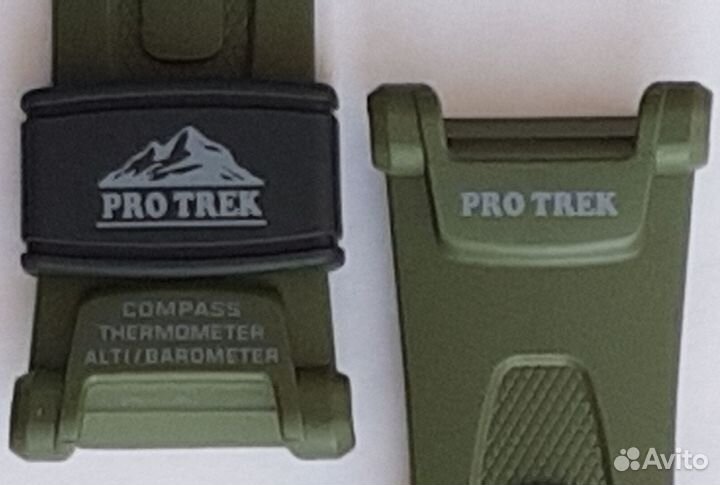 PRO TREK
COMPASS
THERMOMETER
ALTI/BAROMETER
PRO TREK
Avito